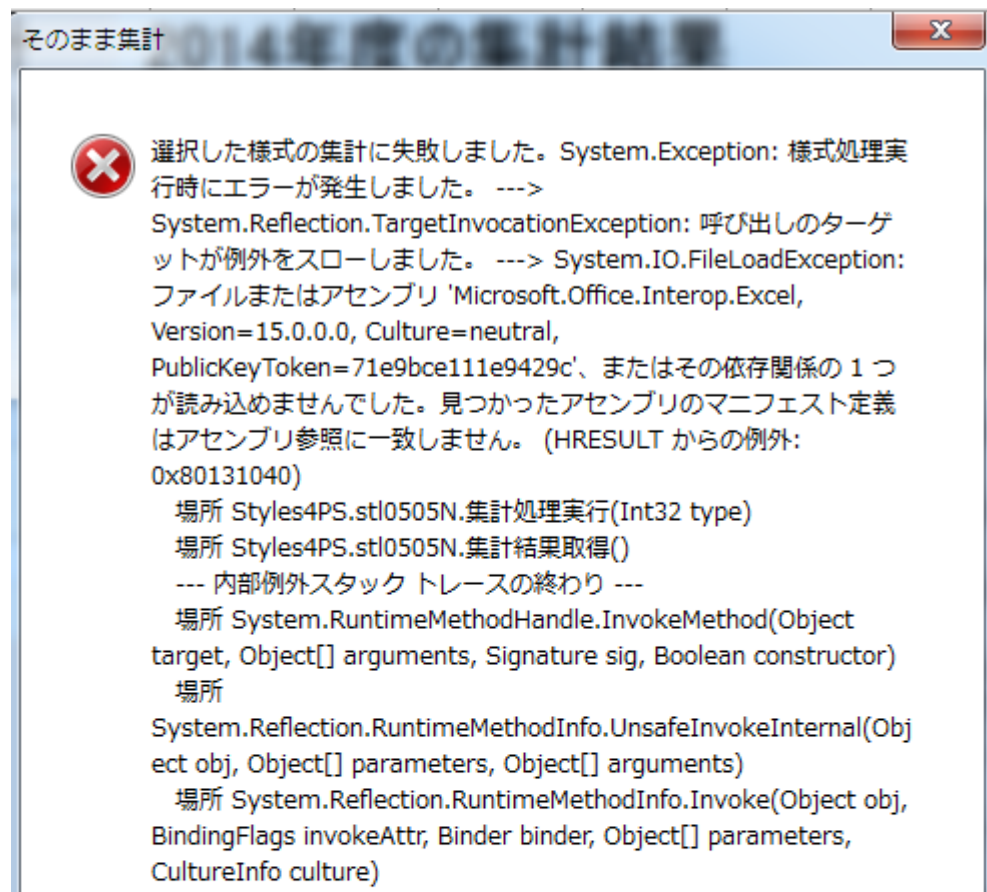 そのまま集計
2014年度の集計結果
選択した様式の集計に失敗しました。System.Exception: 様式処理実
行時にエラーが発生しました。 --->
System.Reflection.TargetInvocationException: 呼び出しのターゲ
ットが例外をスローしました。 ---> System.IO.FileLoadException:
ファイルまたはアセンブリ 'Microsoft.Office.Interop.Excel,
Version=15.0.0.0, Culture=neutral,
PublicKeyToken=71e9bce111e9429c'、またはその依存関係の 1 つ
が読み込めませんでした。見つかったアセンブリのマニフェスト定義
はアセンブリ参照に一致しません。 (HRESULT からの例外:
0x80131040)
場所 Styles4PS.stl0505N.集計処理実行(Int32 type)
場所 Styles4PS.stl0505N.集計結果取得()
--- 内部例外スタック トレースの終わり ---
場所 System.RuntimeMethodHandle.InvokeMethod(Object
target, Object[] arguments, Signature sig, Boolean constructor)
場所
System.Reflection.RuntimeMethodInfo.UnsafeInvokeInternal(Obj
ect obj, Object[] parameters, Object[] arguments)
場所 System.Reflection.RuntimeMethodInfo.Invoke(Object obj,
BindingFlags invokeAttr, Binder binder, Object[] parameters,
CultureInfo culture)